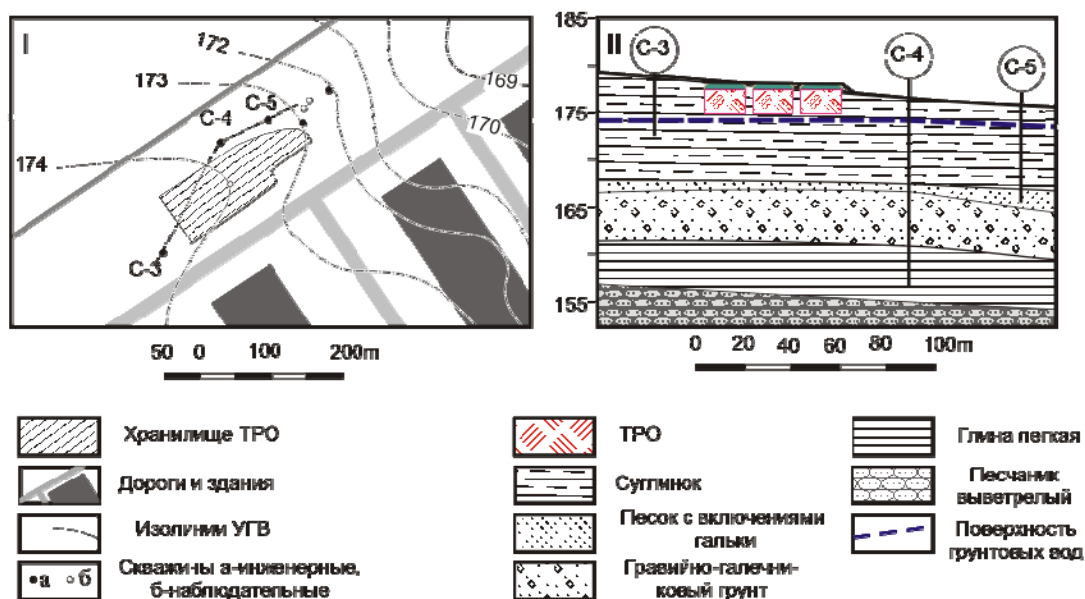 I
172
173
174
169
170
С-5
С-4
С-3
50 0 100 200m
II
185
175
165
155
С-3
С-4
С-5
0 20 40 60 80 100m
Хранилище ТРО
Дороги и здания
Изолинии УГВ
а б
Скважины а-инженерные,
б-наблюдательные
ТРО
Суглинок
Песок с включениями
гальки
Гравийно-галечни-
ковый грунт
Глина легкая
Песчаник
выветрелый
Поверхность
грунтовых вод